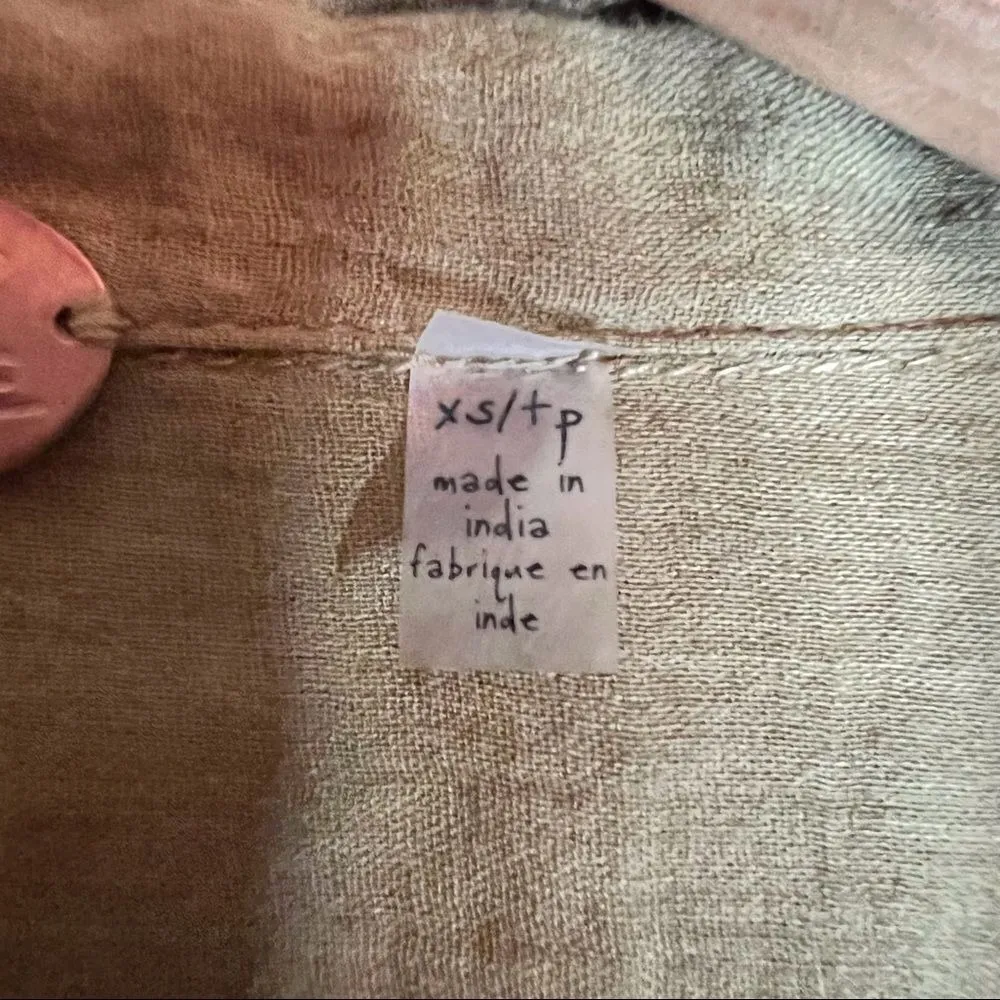 xs/tp
made in
india
fabrique en
inde